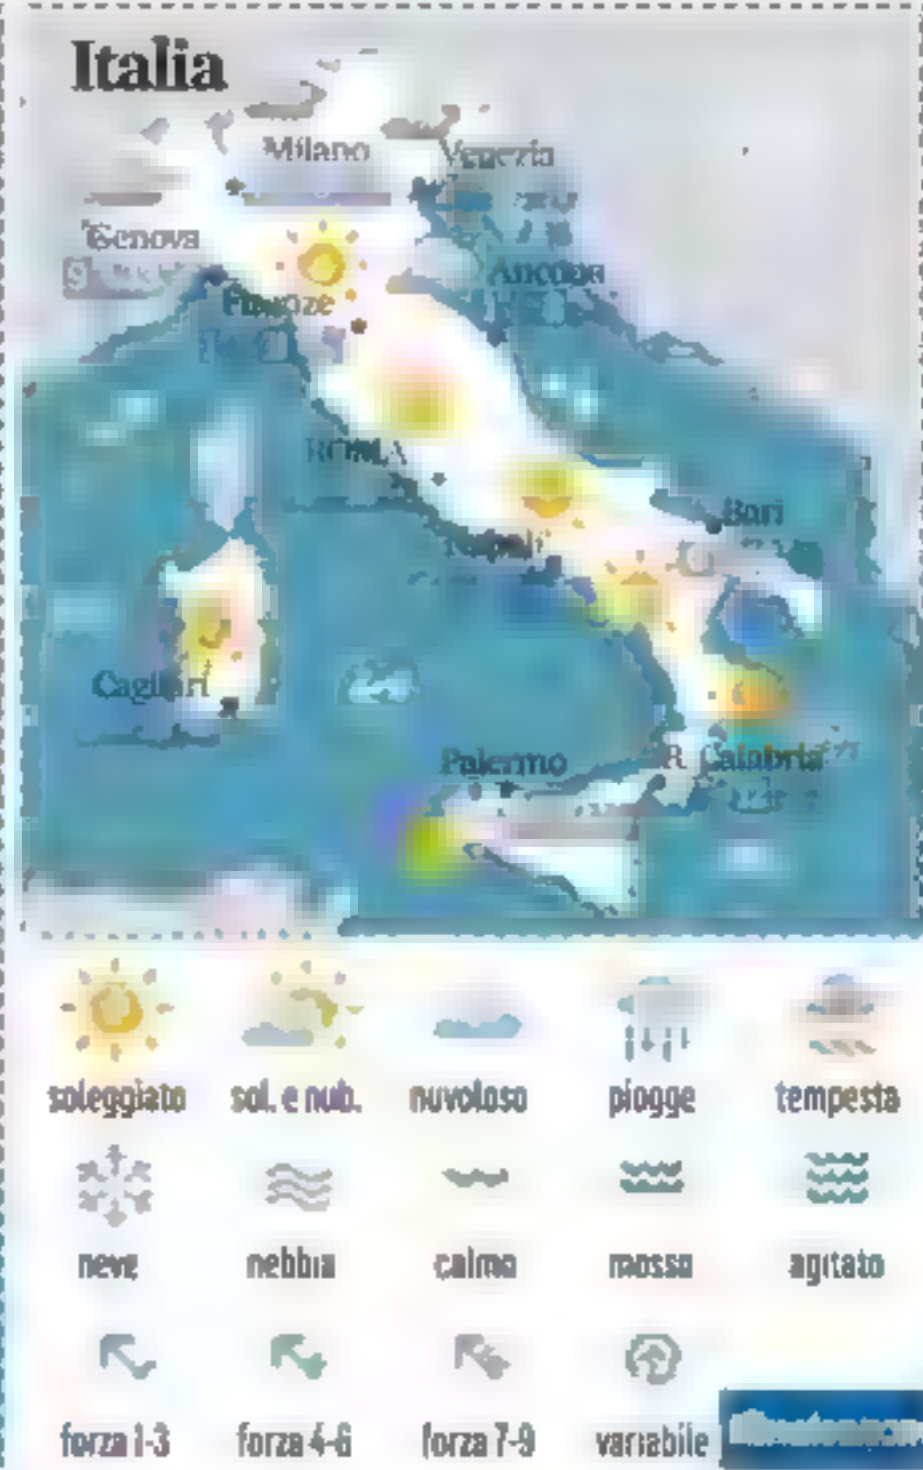 Italia
Milano
Venezia
Genova
Ancona
Firenze
ROMA
Bari
Napoli
Cagliari
Palermo
R. Calabria
soleggiato sol. e nub. nuvoloso piogge tempesta
neve nebbia calmo mosso agitato
forza 1-3 forza 4-6 forza 7-9 variabile